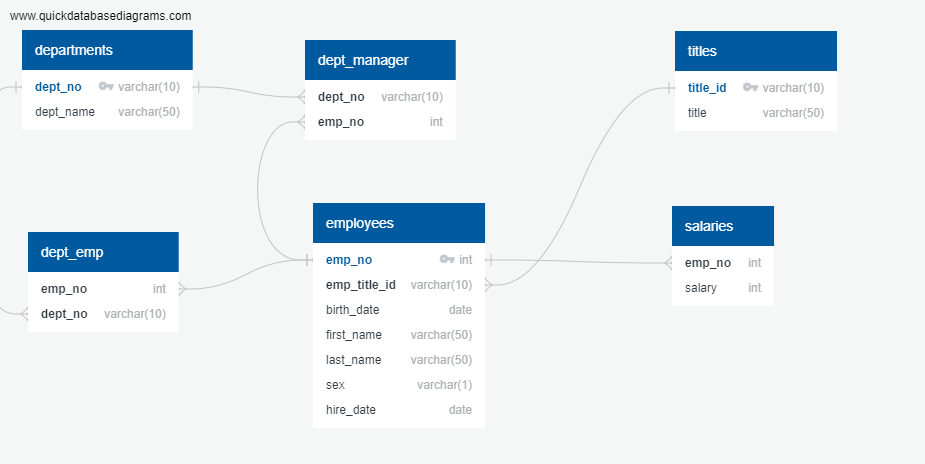 www.quickdatabasediagrams.com
departments
dept_no varchar(10)
dept_name varchar(50)
dept_manager
dept_no varchar(10)
emp_no int
titles
title_id varchar(10)
title varchar(50)
dept_emp
emp_no int
dept_no varchar(10)
employees
emp_no int
emp_title_id varchar(10)
birth_date date
first_name varchar(50)
last_name varchar(50)
sex varchar(1)
hire_date date
salaries
emp_no int
salary int